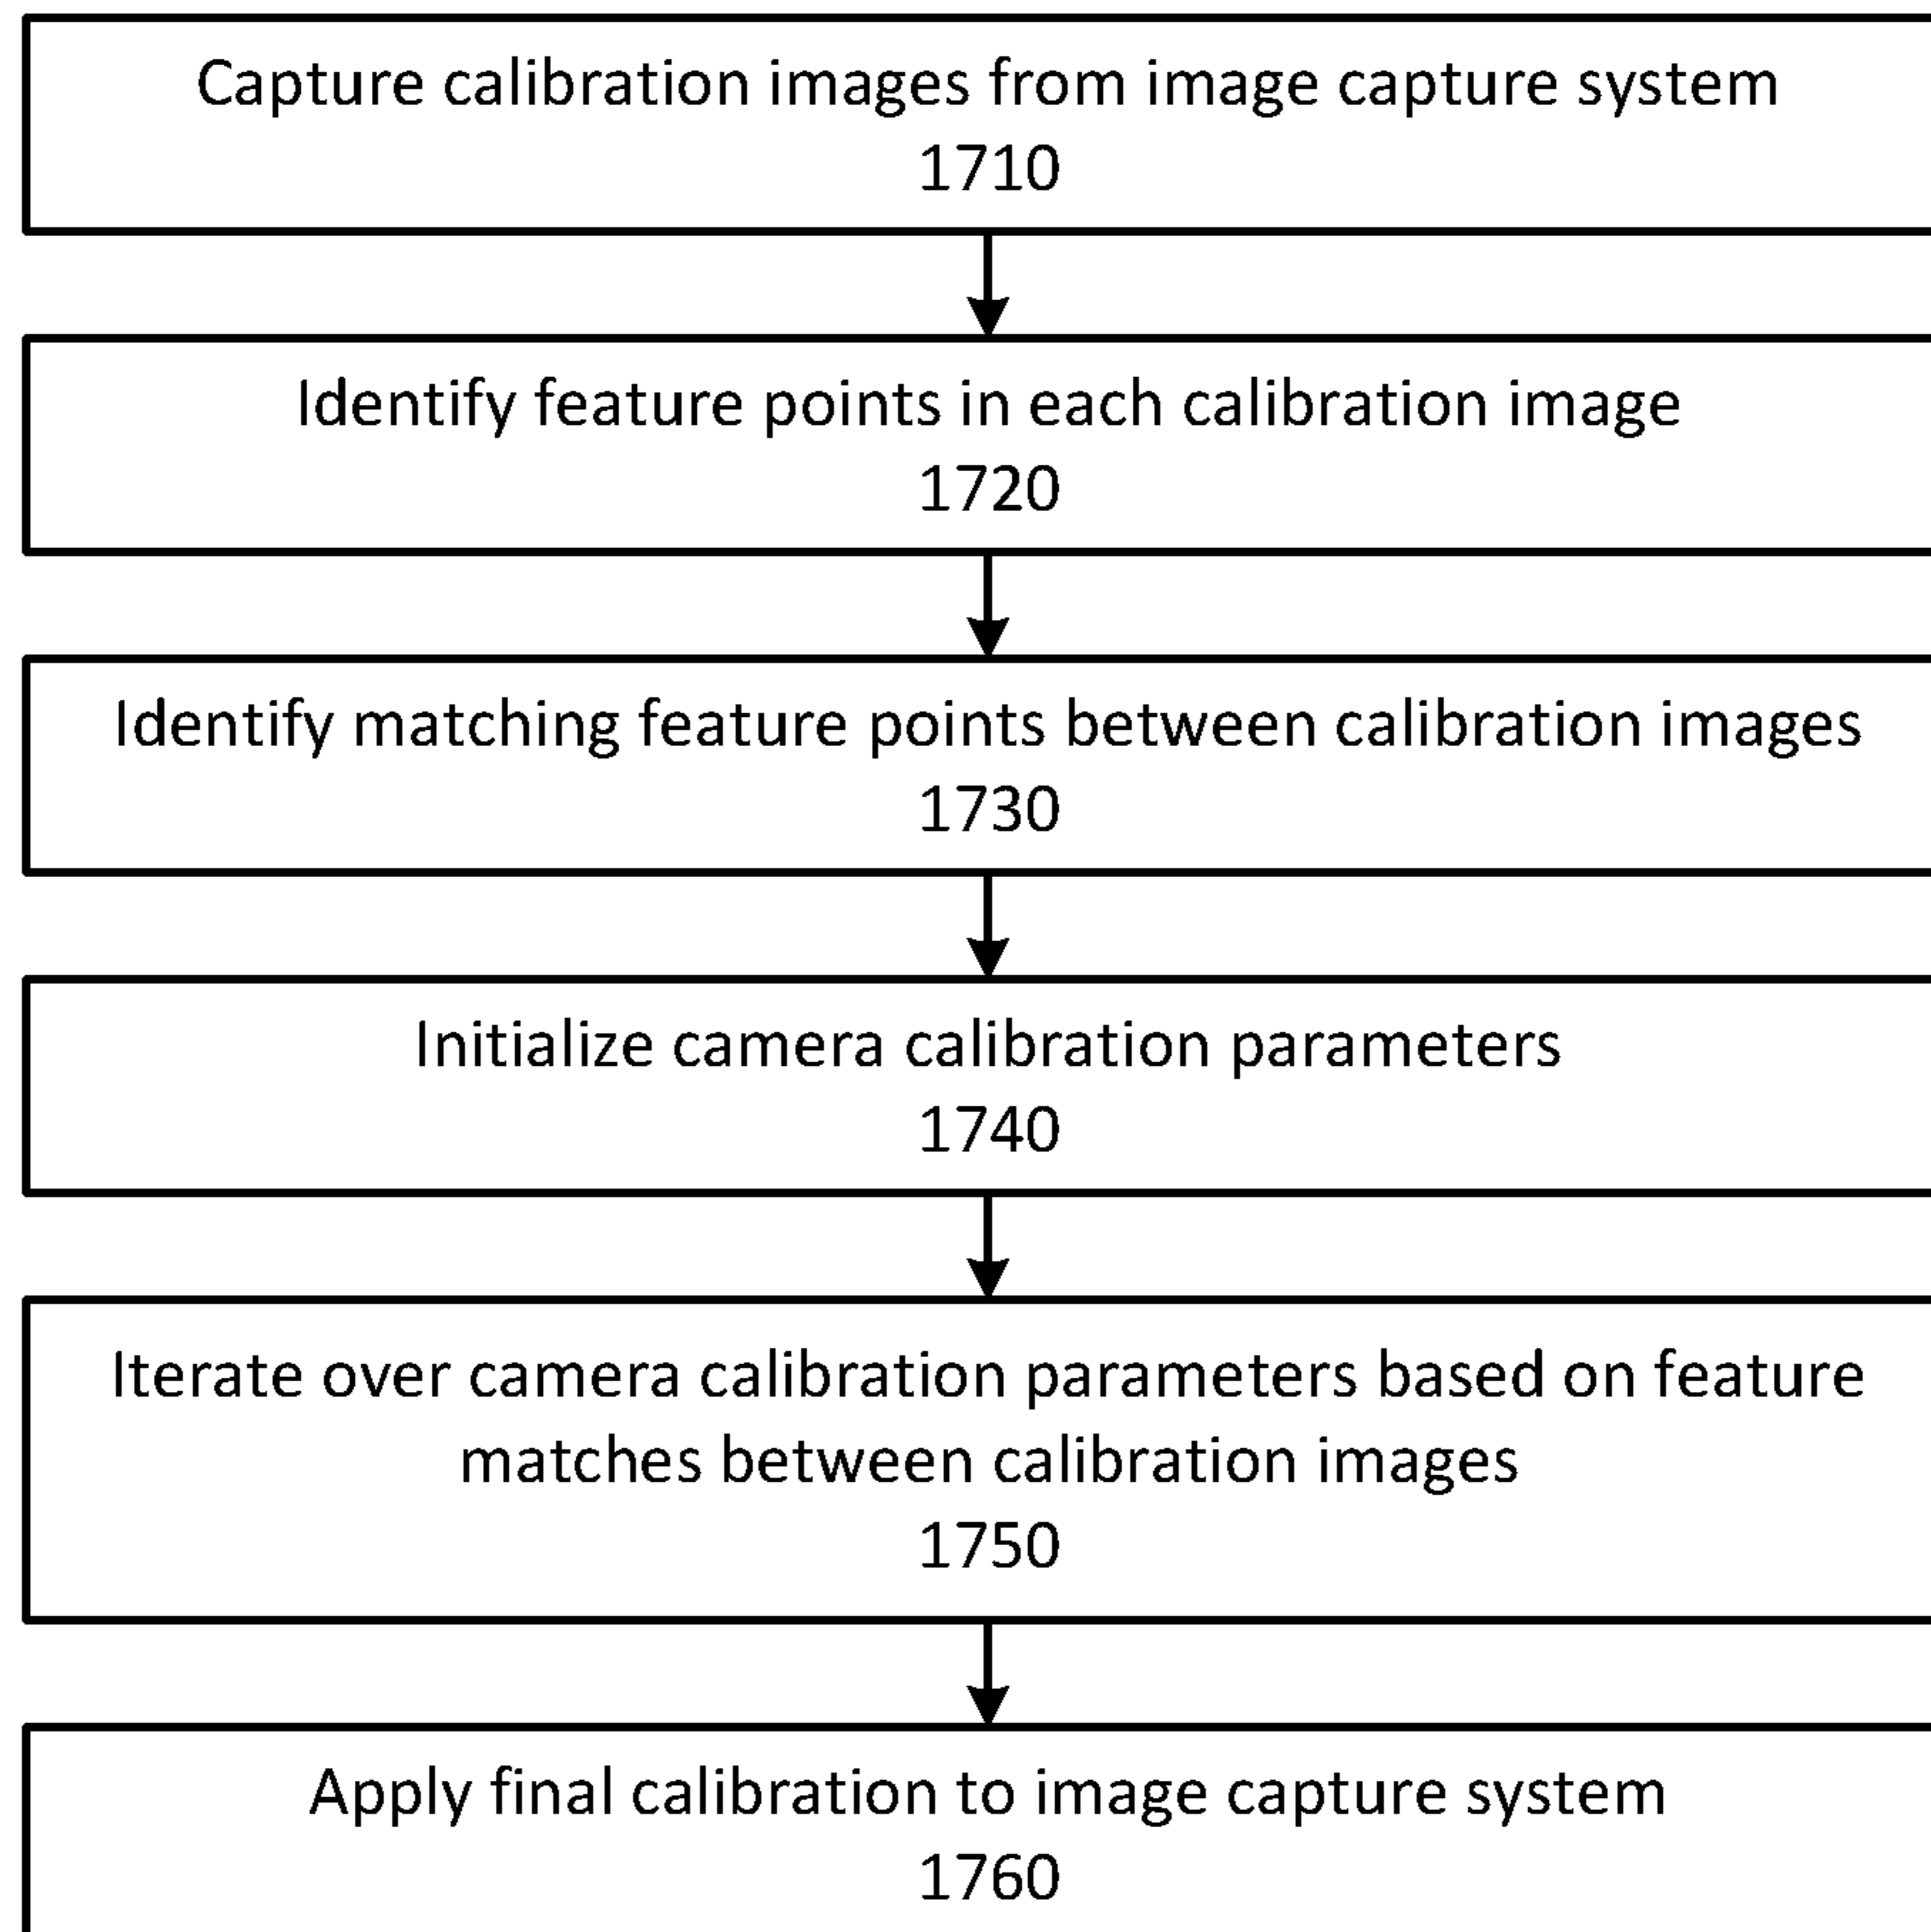 Capture calibration images from image capture system
1710
Identify feature points in each calibration image
1720
Identify matching feature points between calibration images
1730
Initialize camera calibration parameters
1740
Iterate over camera calibration parameters based on feature
matches between calibration images
1750
Apply final calibration to image capture system
1760